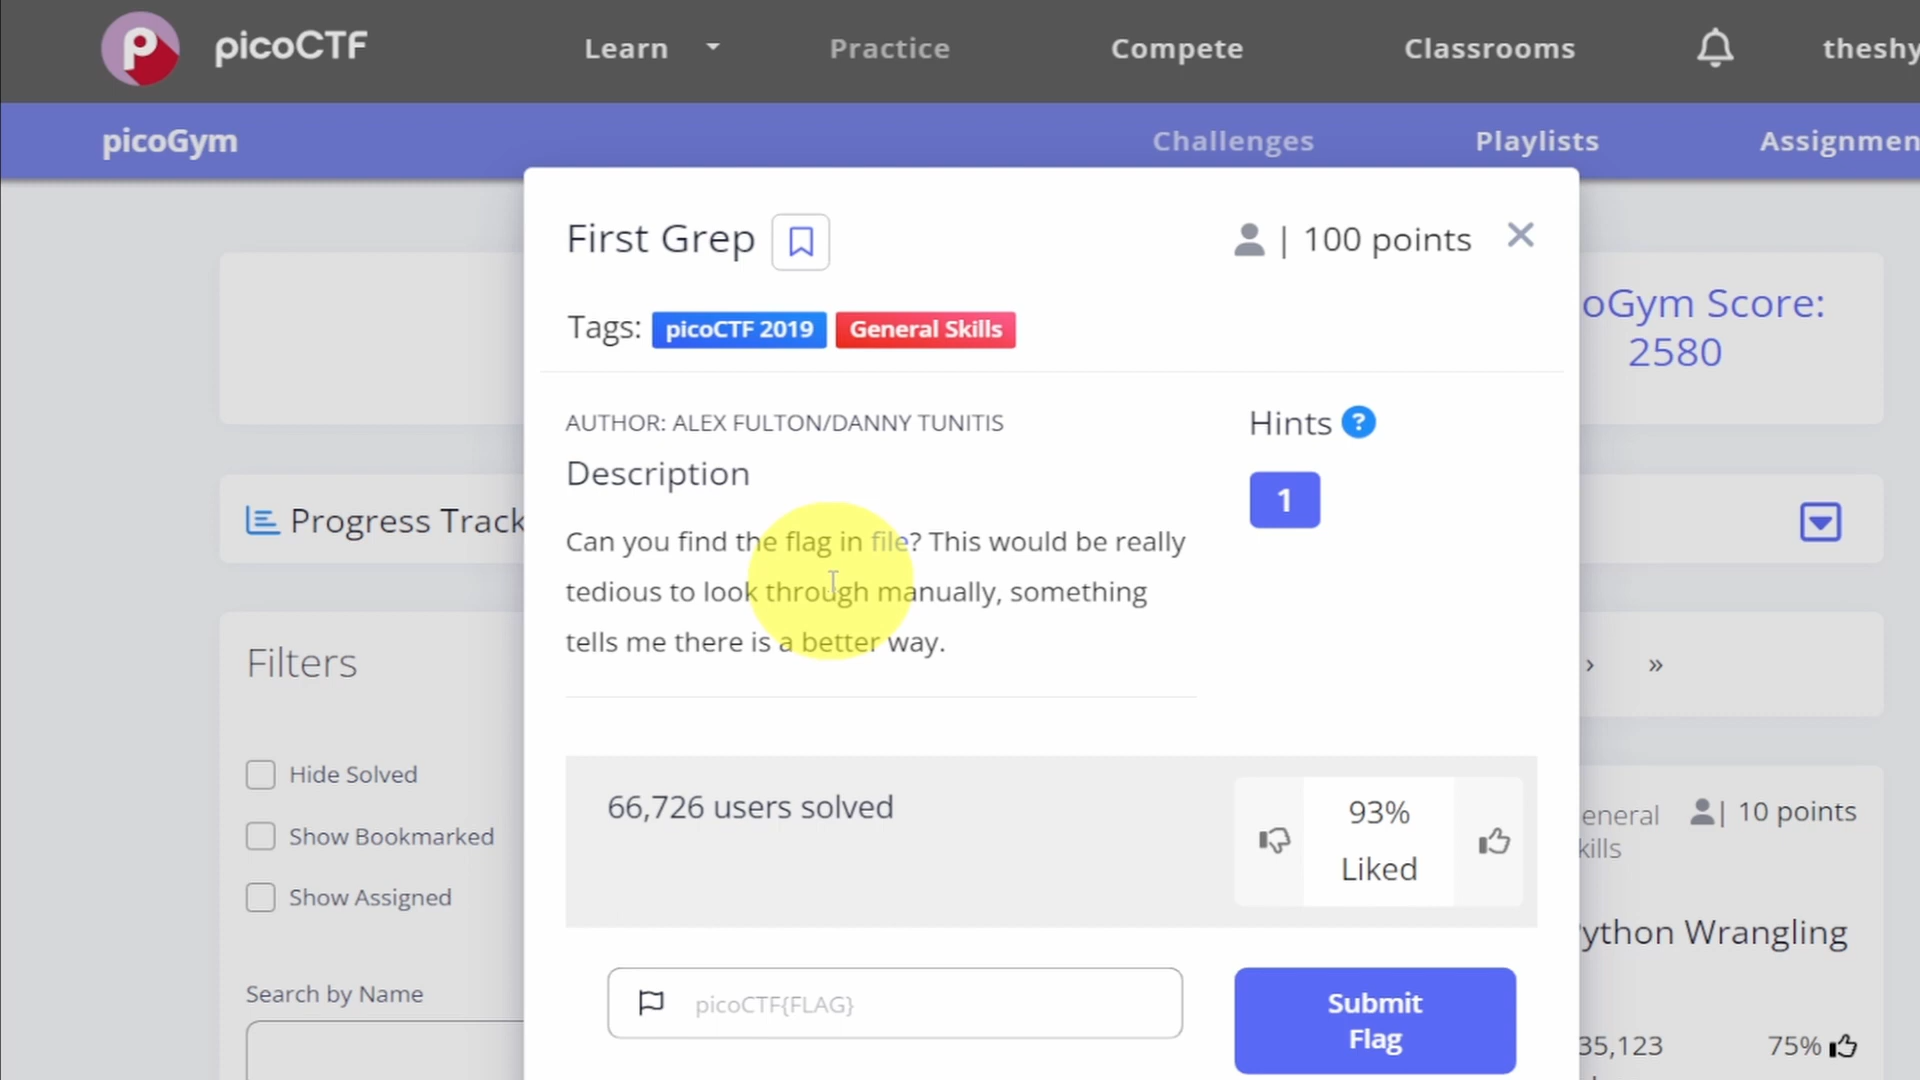 picoCTF
Learn
Practice
Compete
Classrooms
theshy
picoGym
Challenges
Playlists
Assignmen
First Grep
| 100 points
Tags: picoCTF 2019 General Skills
oGym Score:
2580
AUTHOR: ALEX FULTON/DANNY TUNITIS
Hints ?
Description
1
Can you find the flag in file? This would be really
tedious to look through manually, something
tells me there is a better way.
Progress Track
Filters
› »
Hide Solved
Show Bookmarked
Show Assigned
Search by Name
66,726 users solved
93%
Liked
eneral
kills
| 10 points
ython Wrangling
picoCTF{FLAG}
Submit
Flag
35,123
75%